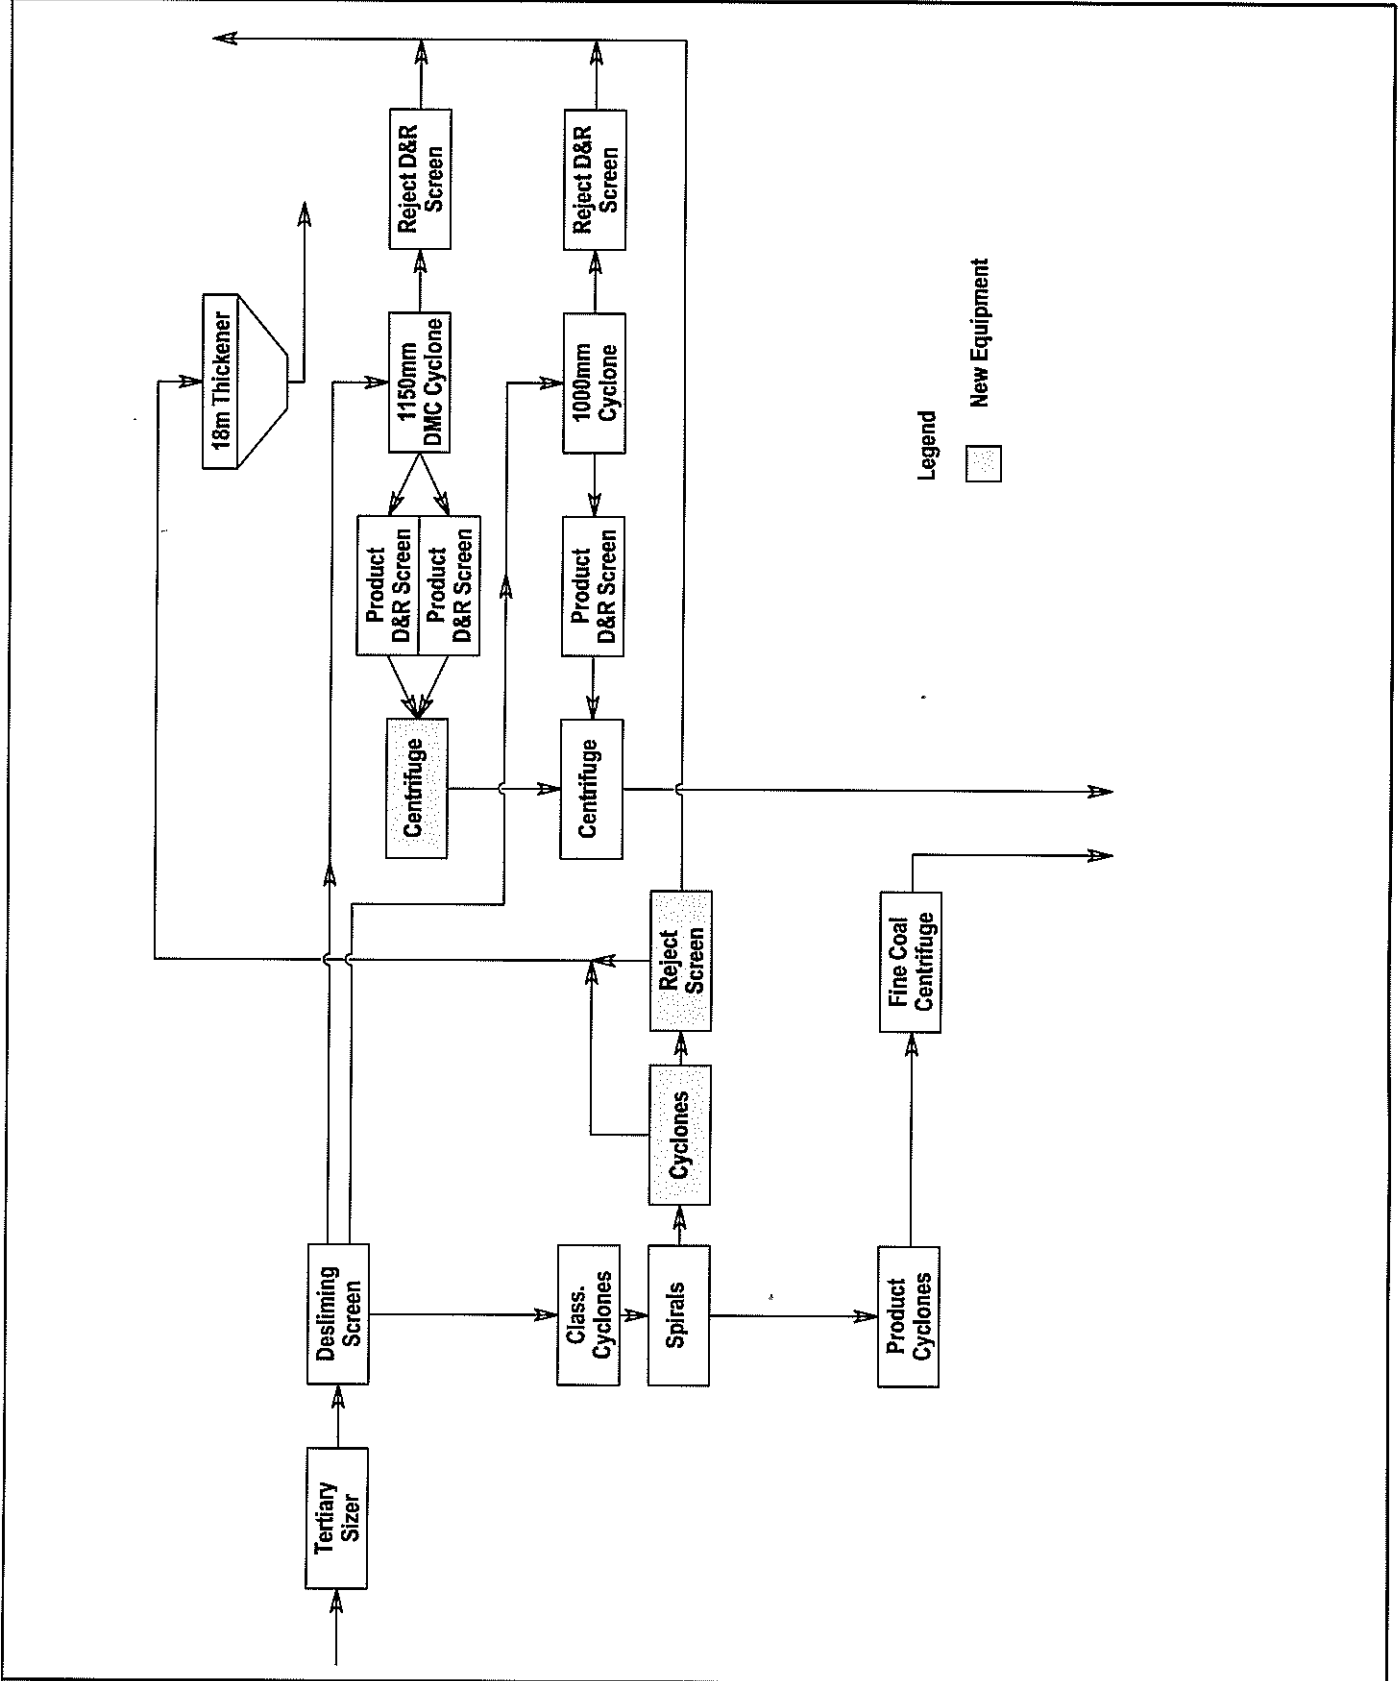 Tertiary
Sizer
Desliming
Screen
Class.
Cyclones
Spirals
Product
Cyclones
Cyclones
Reject
Screen
Fine Coal
Centrifuge
Centrifuge
Centrifuge
Product
D&R Screen
Product
D&R Screen
Product
D&R Screen
18m Thickener
1150mm
DMC Cyclone
1000mm
Cyclone
Reject D&R
Screen
Reject D&R
Screen
Legend
New Equipment